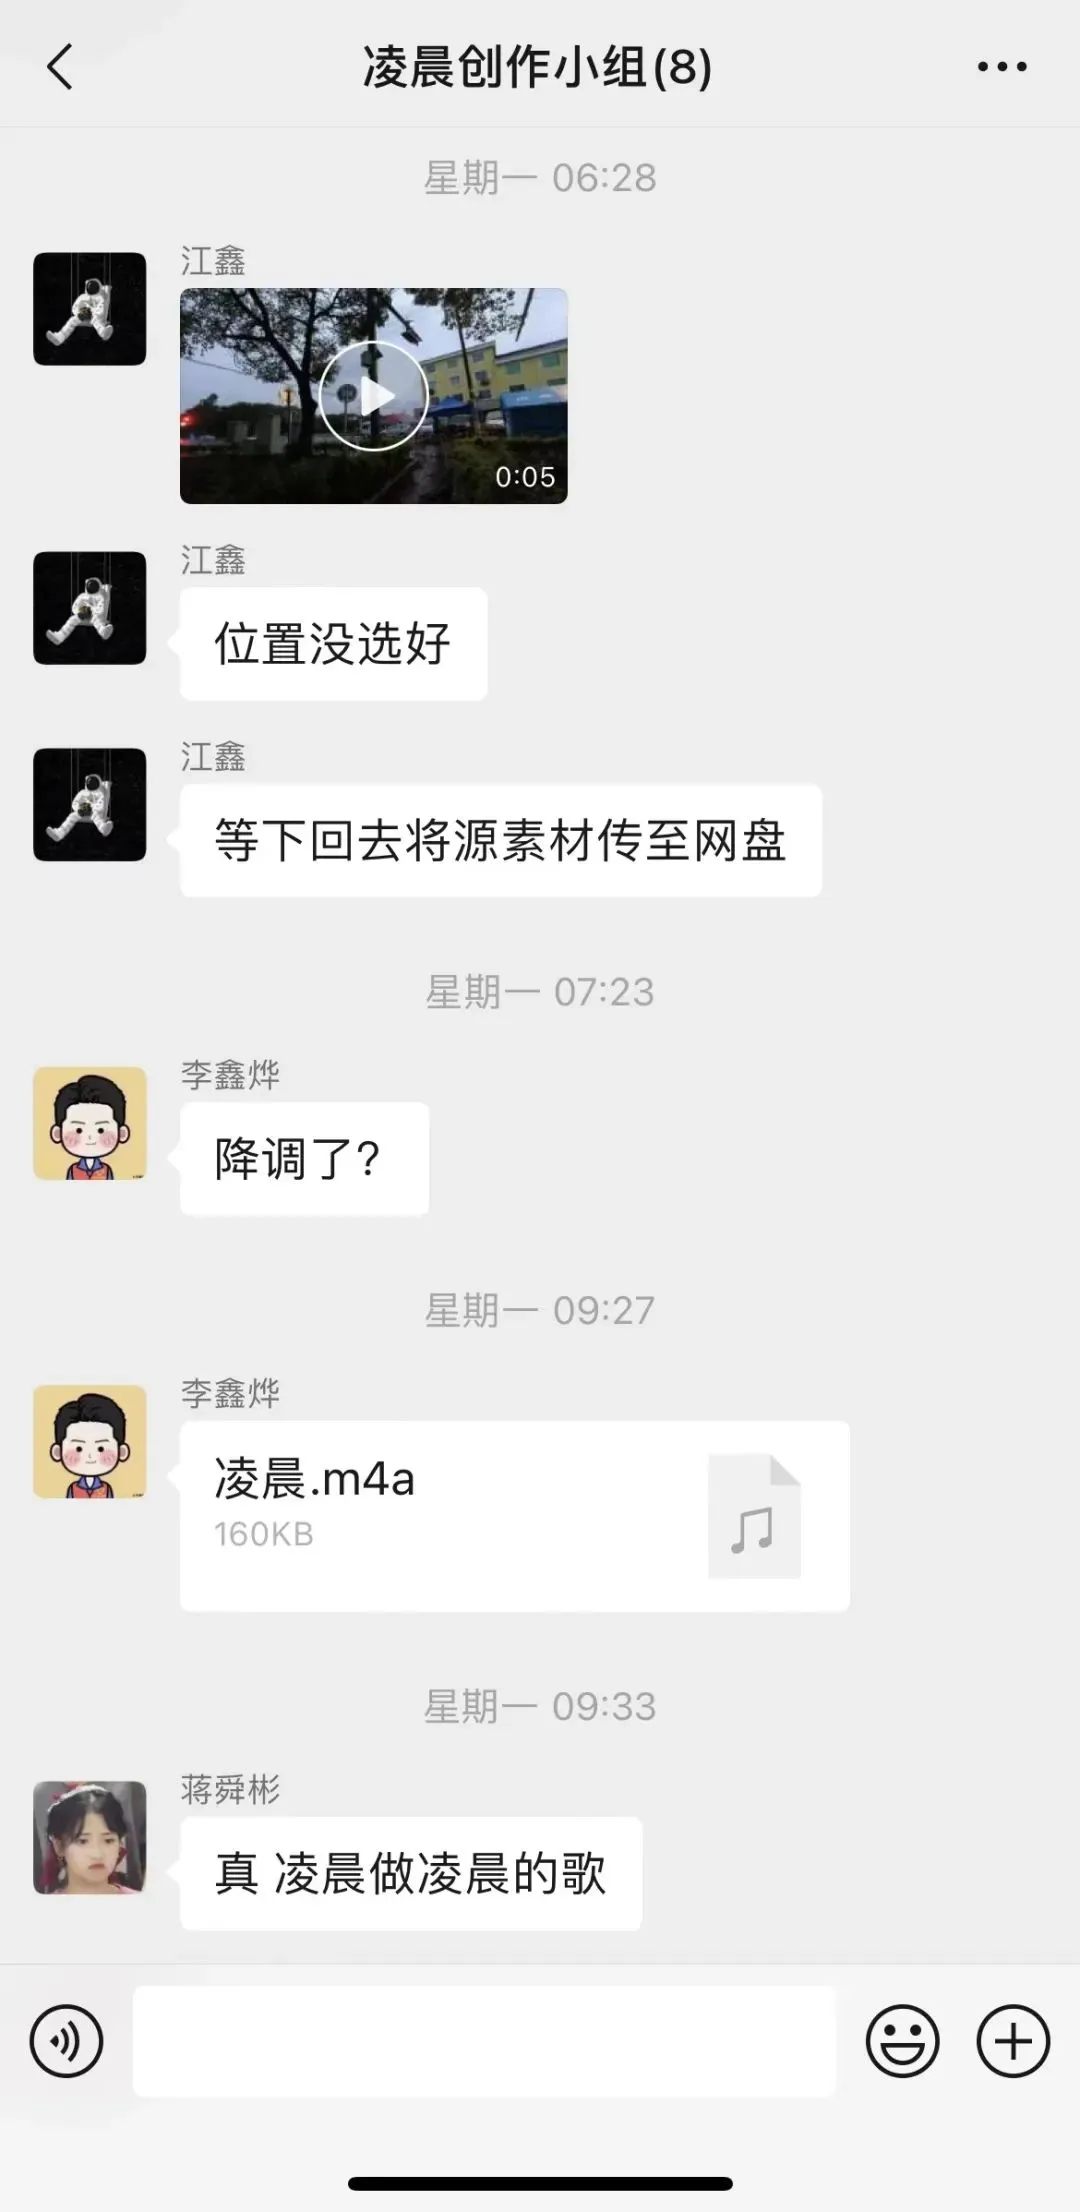 凌晨创作小组(8)
星期一 06:28
江鑫
0:05
江鑫
位置没选好
江鑫
等下回去将源素材传至网盘
星期一 07:23
李鑫烨
降调了?
星期一 09:27
李鑫烨
凌晨.m4a
160KB
星期一 09:33
蒋舜彬
真 凌晨做凌晨的歌